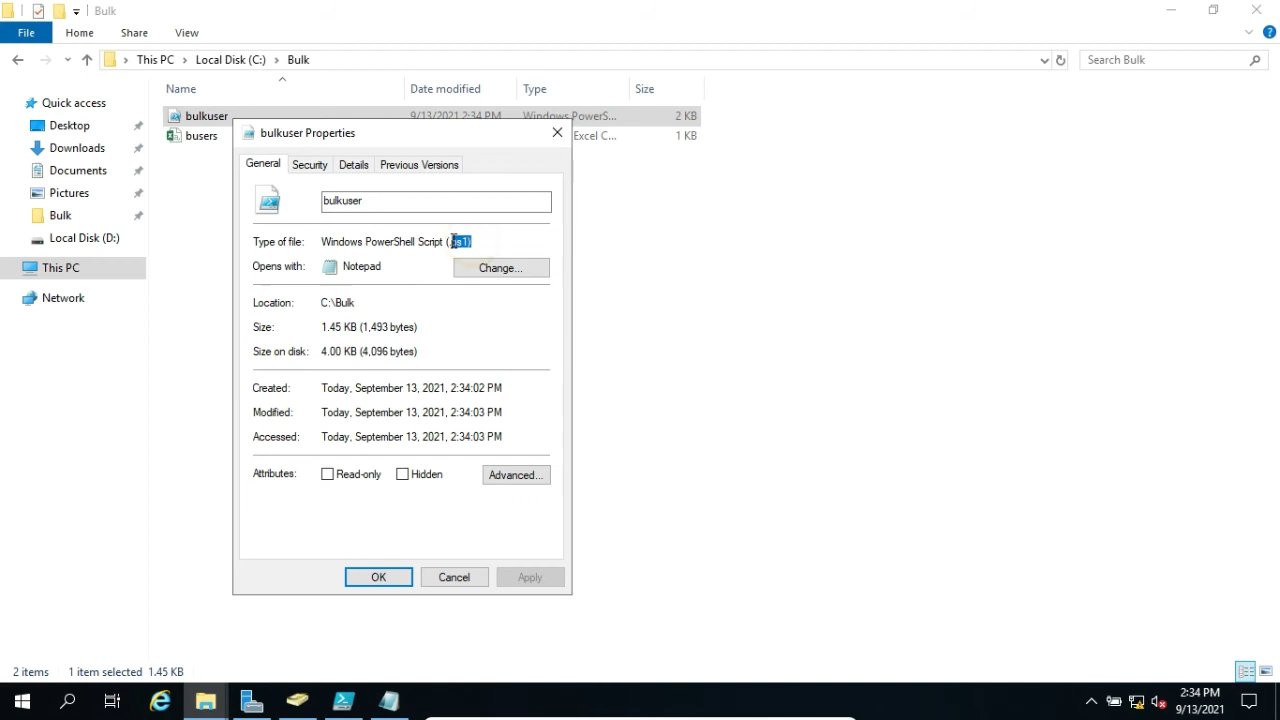 Bulk
File Home Share View
This PC Local Disk (C:) Bulk
Search Bulk
Name Date modified Type Size
bulkuser 9/13/2021 2:34 PM Windows PowerS... 2 KB
busers Excel C... 1 KB
Quick access
Desktop
Downloads
Documents
Pictures
Bulk
Local Disk (D:)
This PC
Network
bulkuser Properties
General Security Details Previous Versions
bulkuser
Type of file: Windows PowerShell Script (.ps1)
Opens with: Notepad Change...
Location: C:\Bulk
Size: 1.45 KB (1,493 bytes)
Size on disk: 4.00 KB (4,096 bytes)
Created: Today, September 13, 2021, 2:34:02 PM
Modified: Today, September 13, 2021, 2:34:03 PM
Accessed: Today, September 13, 2021, 2:34:03 PM
Attributes: Read-only Hidden Advanced...
OK Cancel Apply
2 items 1 item selected 1.45 KB
2:34 PM
9/13/2021